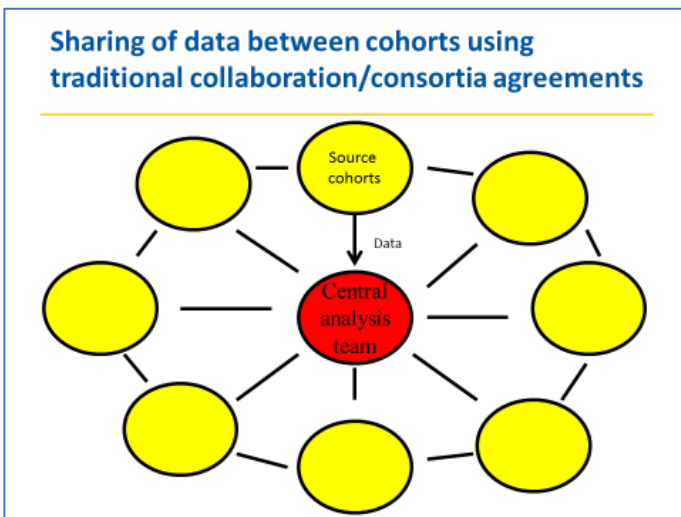 Sharing of data between cohorts using
traditional collaboration/consortia agreements
Source
cohorts
Data
Central
analysis
team